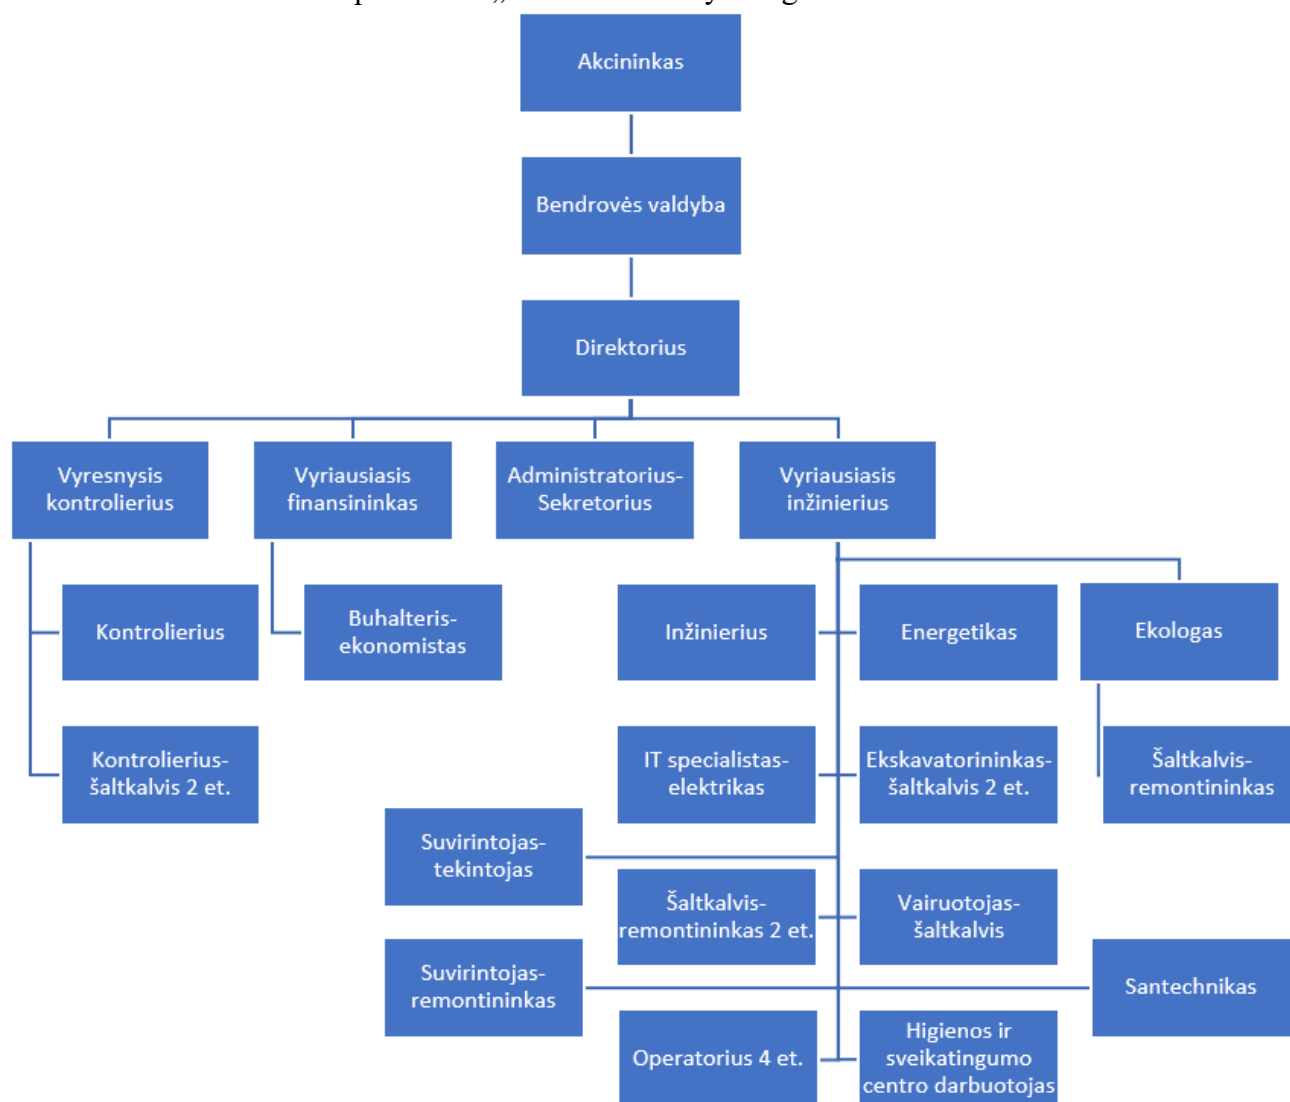 Akcininkas
Bendrovės valdyba
Direktorius
Vyresnysis
kontrolierius
Vyriausiasis
finansininkas
Administratorius-
Sekretorius
Vyriausiasis
inžinierius
Kontrolierius
Buhalteris-
ekonomistas
Inžinierius
Energetikas
Ekologas
Kontrolierius-
šaltkalvis 2 et.
IT specialistas-
elektrikas
Ekskavatorininkas-
šaltkalvis 2 et.
Šaltkalvis-
remontininkas
Suvirintojas-
tekintojas
Šaltkalvis-
remontininkas 2 et.
Vairuotojas-
šaltkalvis
Suvirintojas-
remontininkas
Santechnikas
Operatorius 4 et.
Higienos ir
sveikatingumo
centro darbuotojas